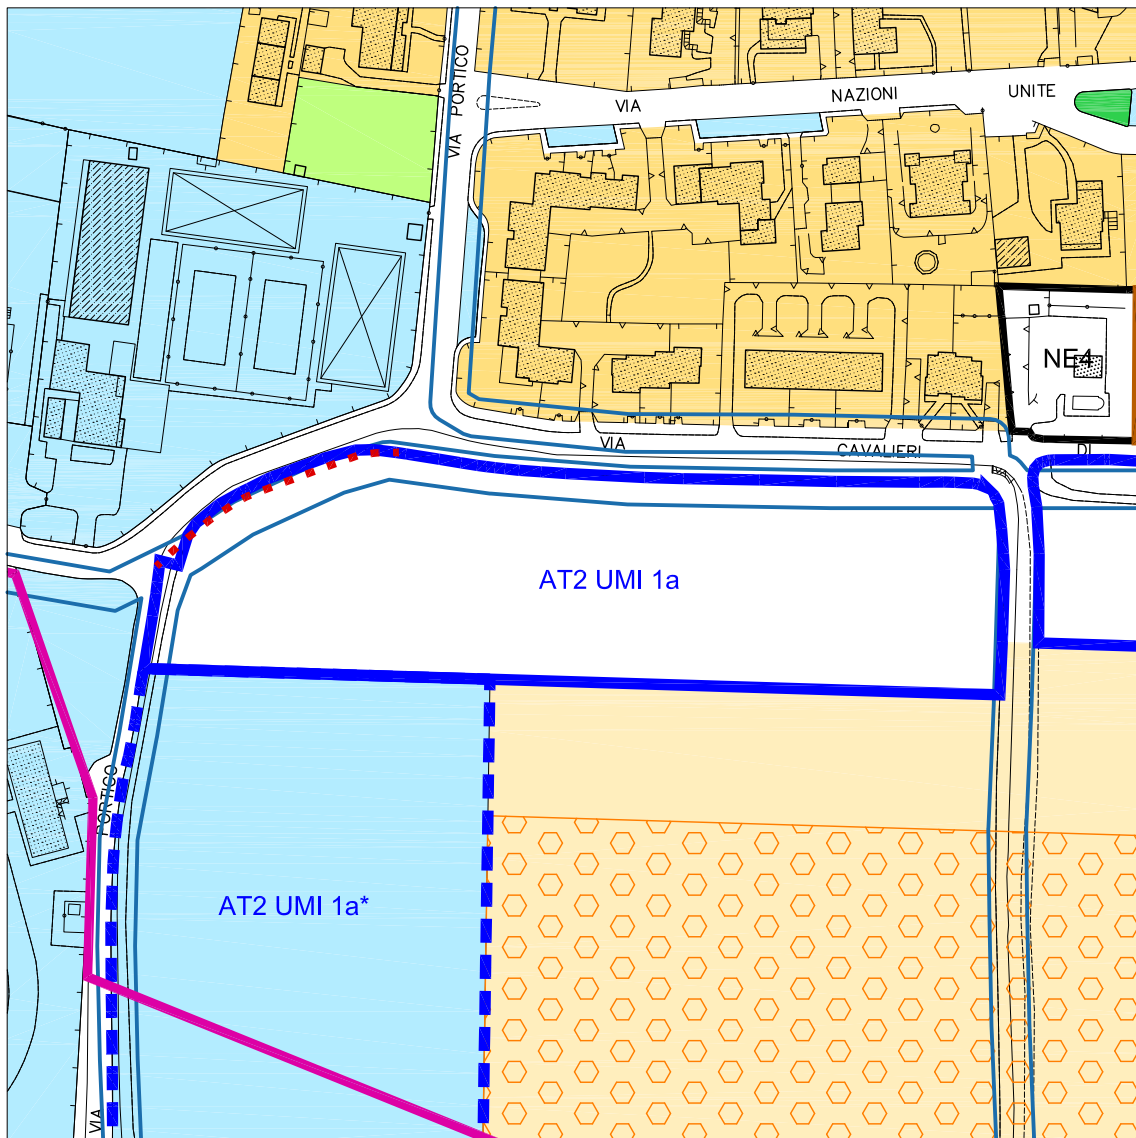 VIA PORTICO
VIA NAZIONI UNITE
NE4
VIA CAVALIERI DI
AT2 UMI 1a
PORTICO
AT2 UMI 1a*
VIA